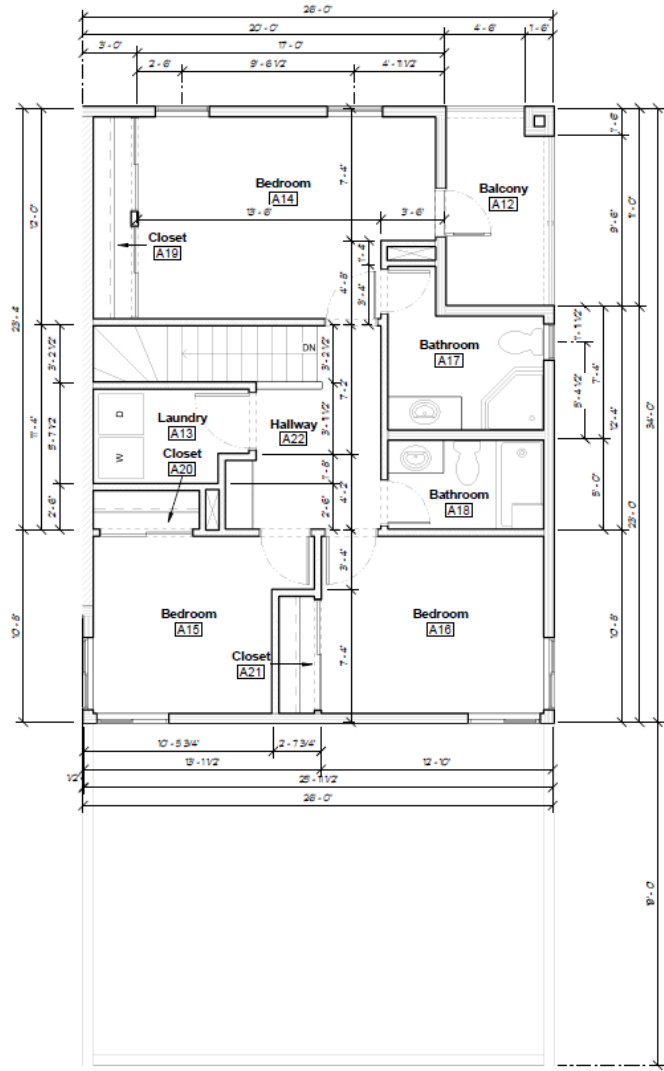 26'-0"
20'-0"
4'-6"
1'-6"
3'-0"
17'-0"
2'-6"
9'-6 1/2"
4'-11 1/2"
1'-6"
7'-4"
Bedroom
A14
Balcony
A12
12'-0"
9'-6"
11'-0"
13'-6"
3'-6"
Closet
A19
1'-4"
4'-8"
3'-4"
23'-4"
3'-2 1/2"
DN
3'-2 1/2"
Bathroom
A17
1'-1 1/2"
7'-4"
5'-4 1/2"
34'-0"
7'-2"
D
Laundry
A13
Hallway
A22
3'-1 1/2"
12'-4"
11'-4"
5'-7 1/2"
W
Closet
A20
1'-8"
4'-2"
2'-6"
2'-6"
Bathroom
A18
5'-0"
23'-0"
3'-4"
10'-8"
Bedroom
A15
Bedroom
A16
10'-8"
Closet
A21
7'-4"
10'-5 3/4"
2'-7 3/4"
13'-1 1/2"
12'-10"
1/2"
25'-11 1/2"
26'-0"